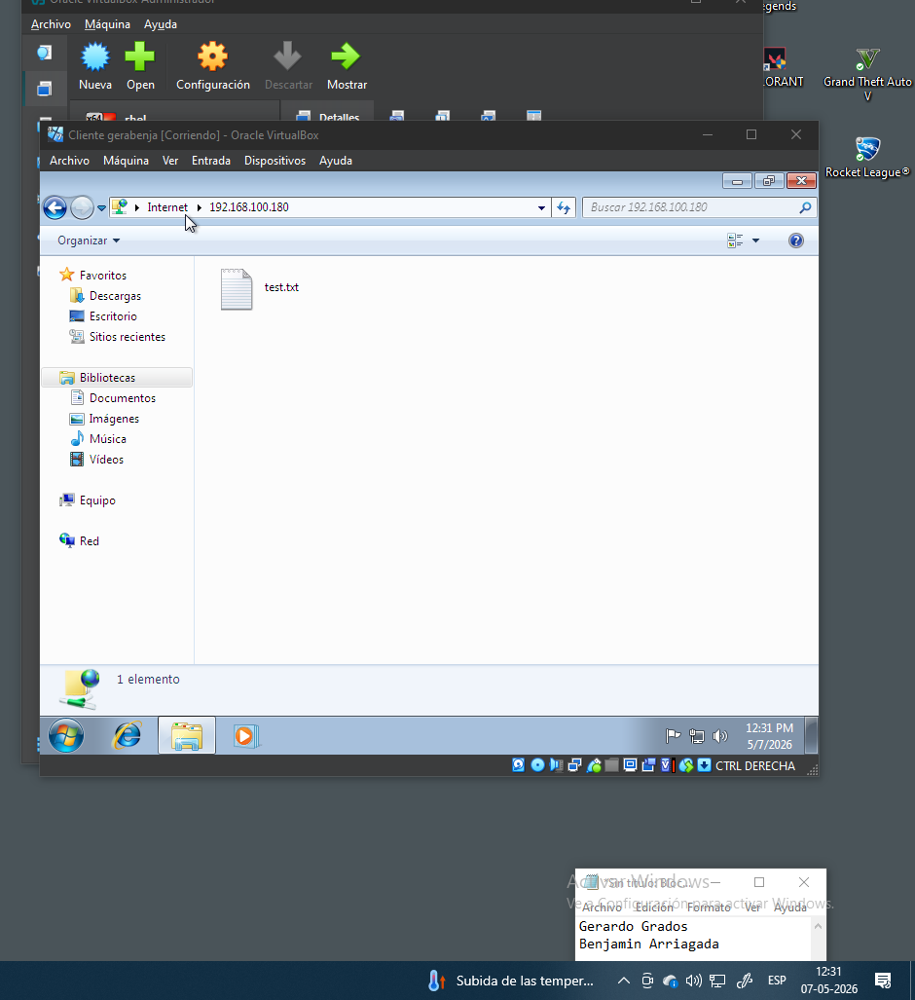 Oracle VirtualBox Administrador
Archivo Máquina Ayuda
egends
Nueva Open Configuración Descartar Mostrar
LORANT
Grand Theft Auto V
rhel
Detalles
Cliente gerabenja [Corriendo] - Oracle VirtualBox
Rocket League®
Archivo Máquina Ver Entrada Dispositivos Ayuda
Internet 192.168.100.180
Buscar 192.168.100.180
Organizar
Favoritos
test.txt
Descargas
Escritorio
Sitios recientes
Bibliotecas
Documentos
Imágenes
Música
Vídeos
Equipo
Red
1 elemento
12:31 PM
5/7/2026
CTRL DERECHA
*Sin título: Bloc...
Activar Windows
Ve a Configuración para activar Windows.
Archivo Edición Formato Ver Ayuda
Gerardo Grados
Benjamin Arriagada
Subida de las temper...
ESP
12:31
07-05-2026